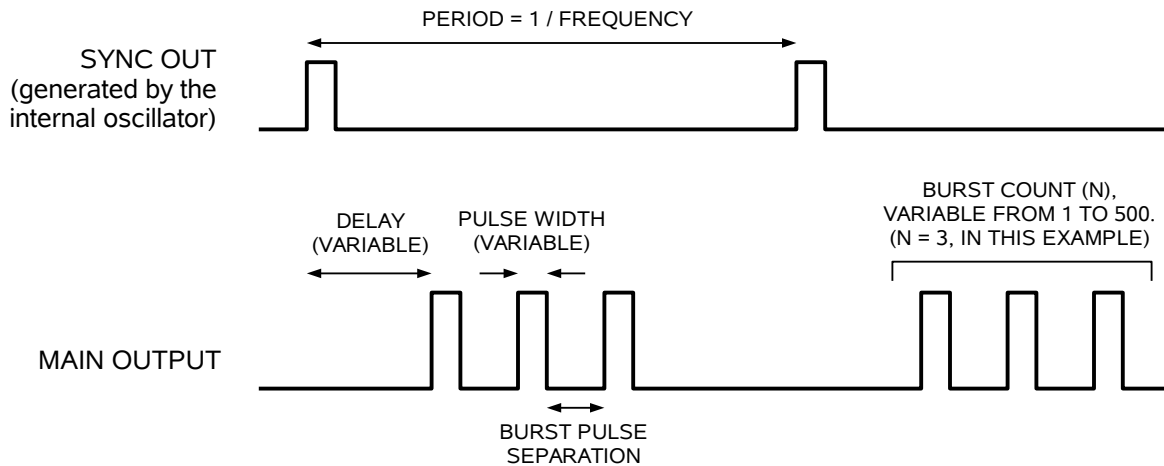 PERIOD = 1 / FREQUENCY
SYNC OUT
(generated by the
internal oscillator)
BURST COUNT (N),
VARIABLE FROM 1 TO 500.
(N = 3, IN THIS EXAMPLE)
DELAY
(VARIABLE)
PULSE WIDTH
(VARIABLE)
MAIN OUTPUT
BURST PULSE
SEPARATION